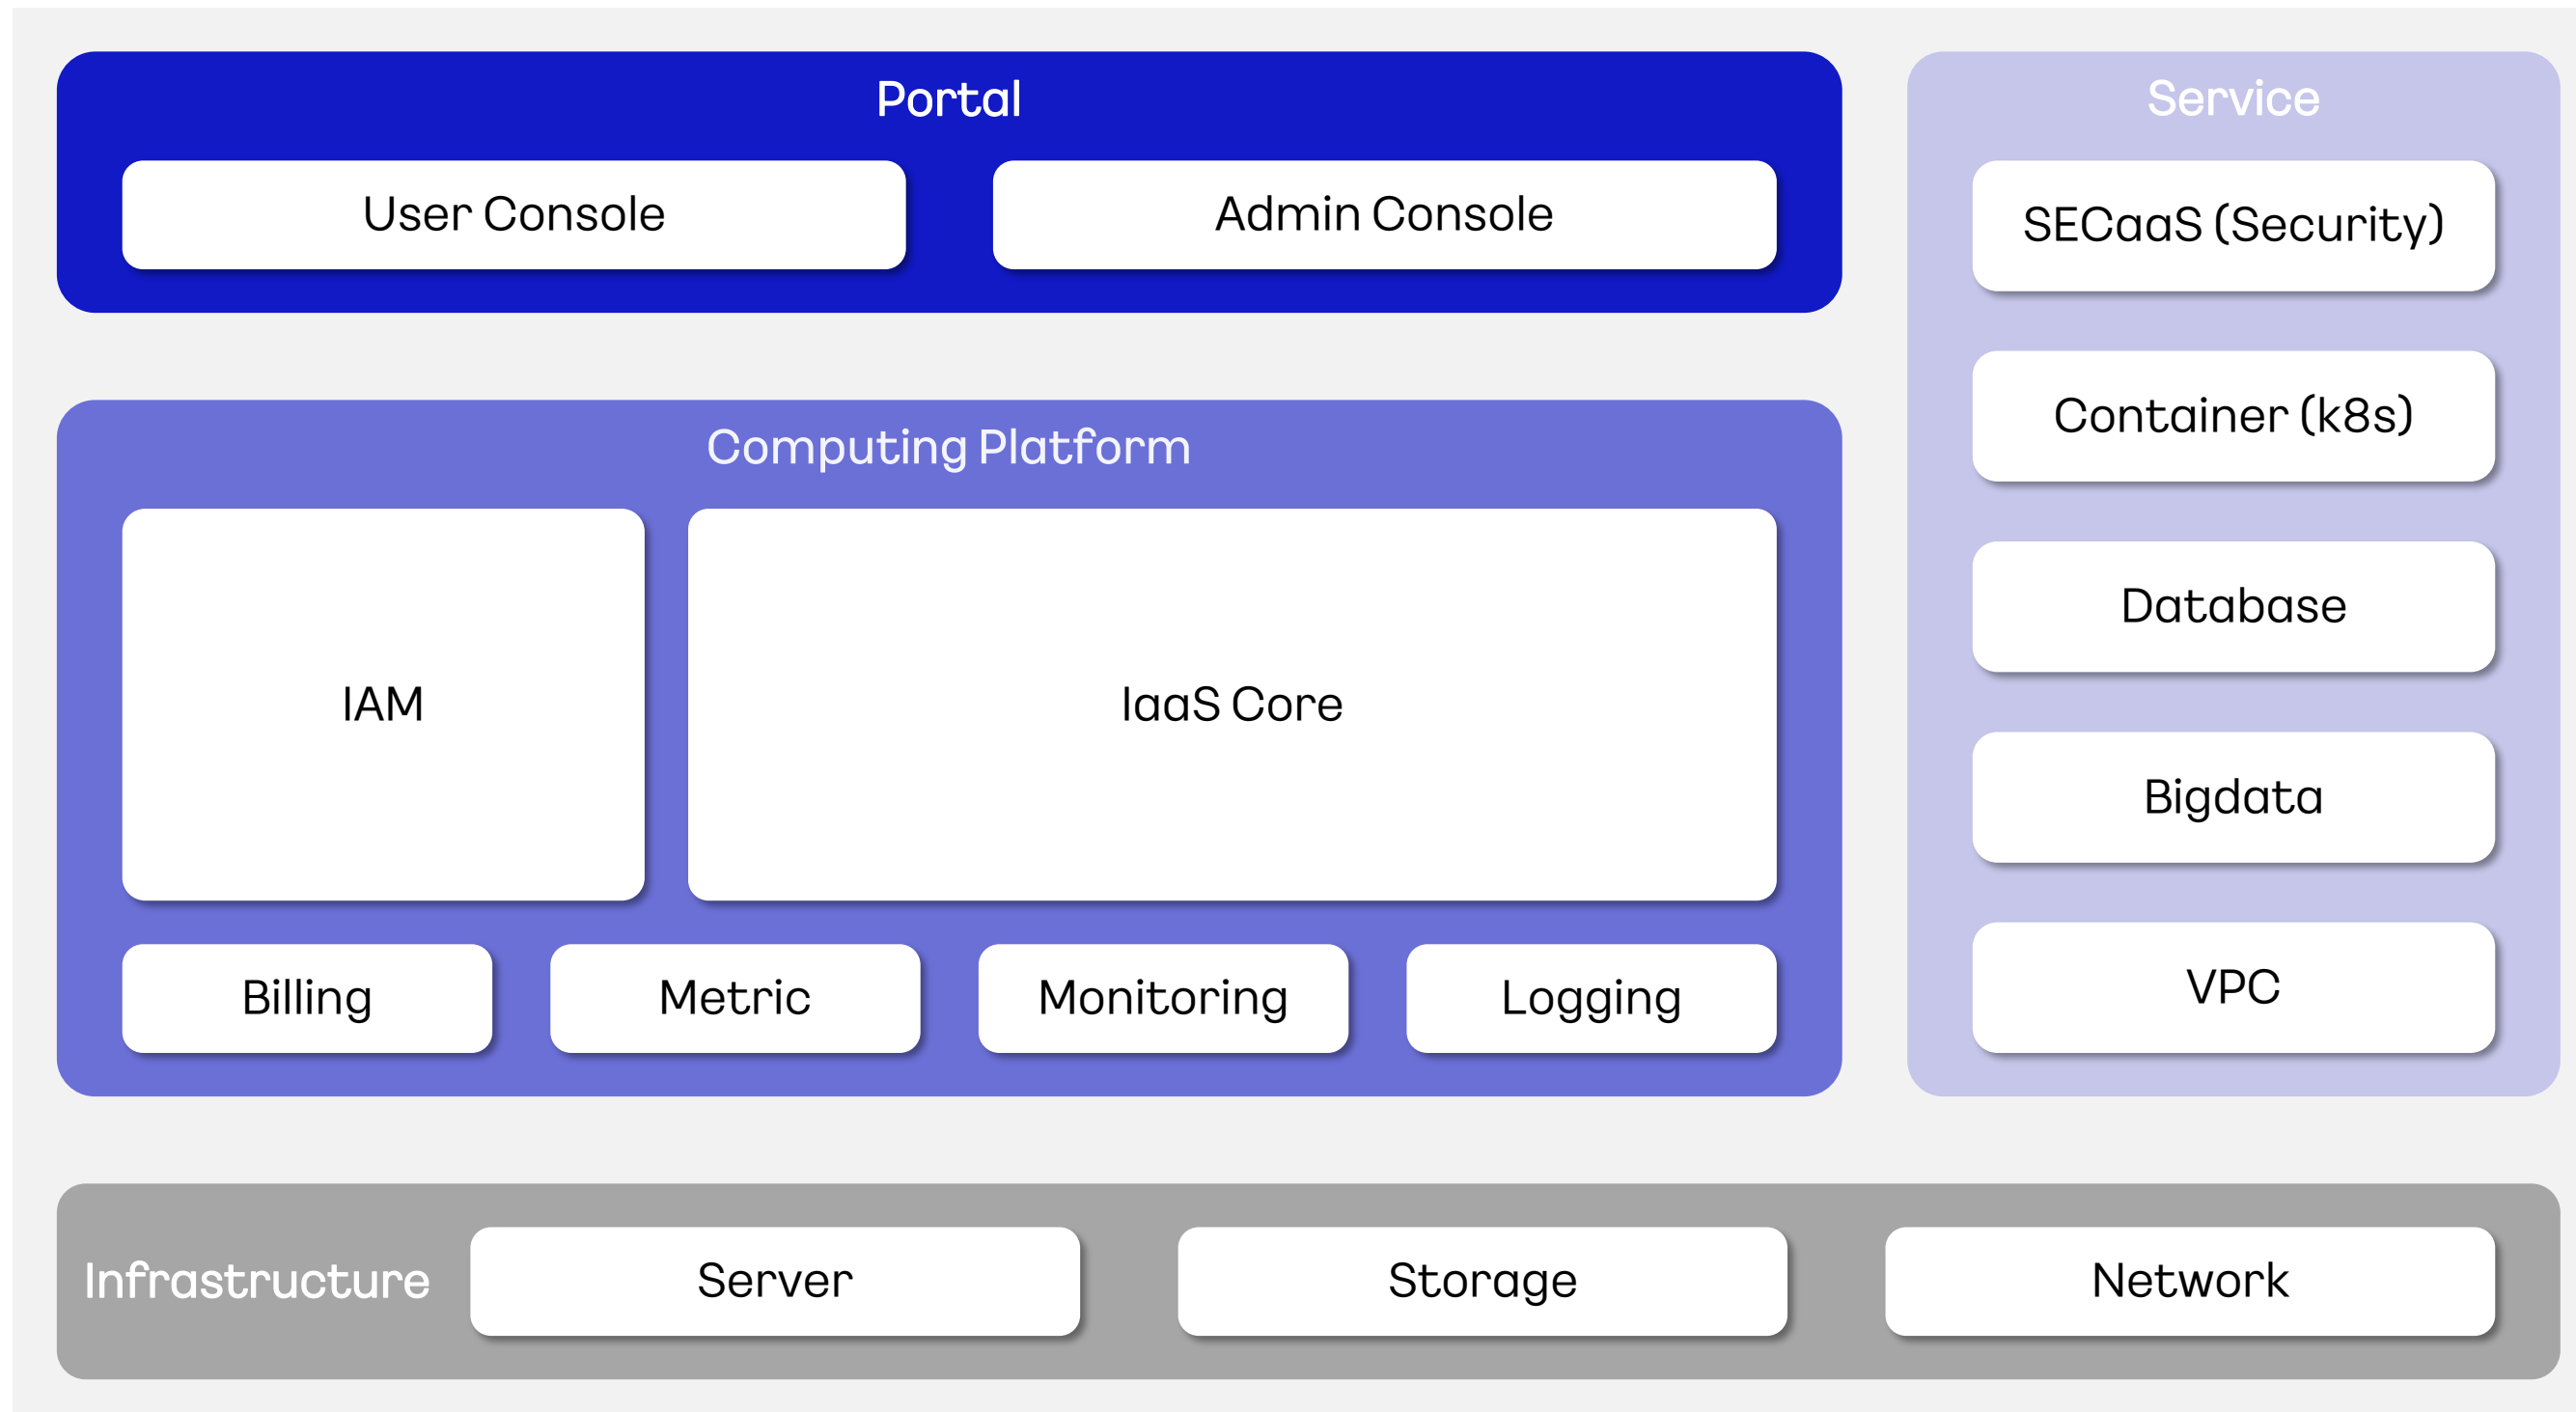 Portal
User Console
Admin Console
Computing Platform
IAM
IaaS Core
Billing
Metric
Monitoring
Logging
Service
SECaaS (Security)
Container (k8s)
Database
Bigdata
VPC
Infrastructure
Server
Storage
Network